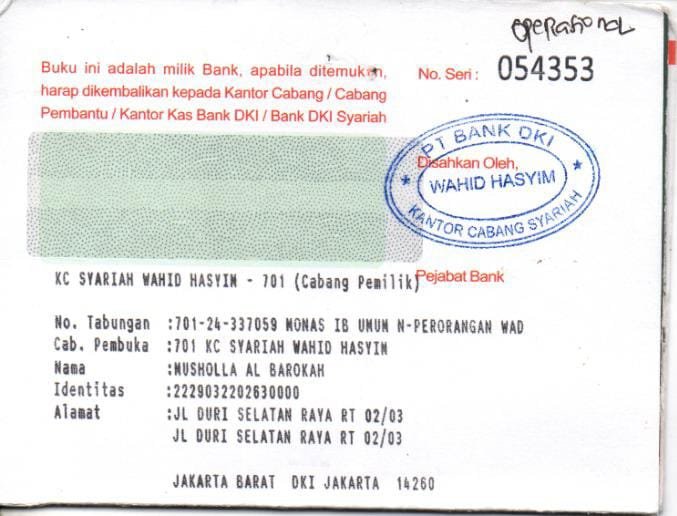 operasional
Buku ini adalah milik Bank, apabila ditemukan,
harap dikembalikan kepada Kantor Cabang / Cabang
Pembantu / Kantor Kas Bank DKI / Bank DKI Syariah
No. Seri : 054353
Disahkan Oleh,
PT BANK DKI
WAHID HASYIM
KANTOR CABANG SYARIAH
Pejabat Bank
KC SYARIAH WAHID HASYIM - 701 (Cabang Pemilik)
No. Tabungan :701-24-337059 MONAS IB UMUM N-PERORANGAN WAD
Cab. Pembuka :701 KC SYARIAH WAHID HASYIM
Nama :MUSHOLLA AL BAROKAH
Identitas :2229032202630000
Alamat :JL DURI SELATAN RAYA RT 02/03
JL DURI SELATAN RAYA RT 02/03
JAKARTA BARAT DKI JAKARTA 14260